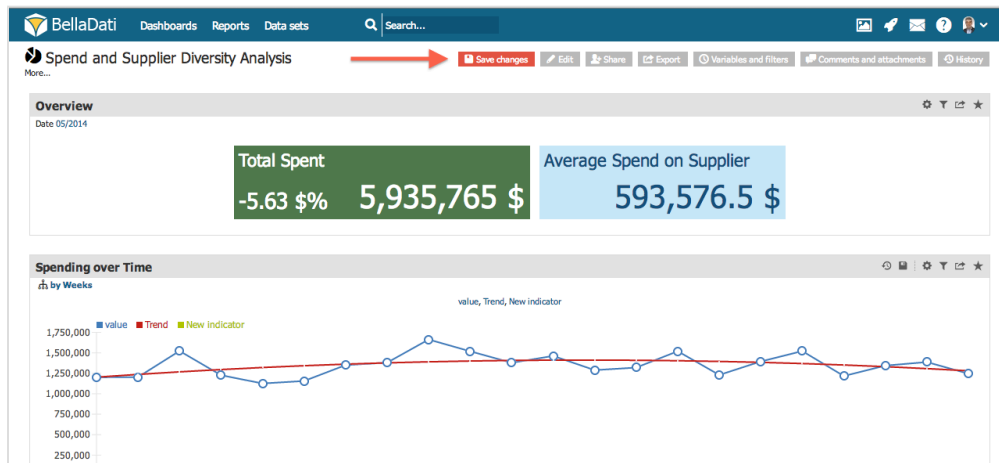 BellaDati Dashboards Reports Data sets Search...
Spend and Supplier Diversity Analysis
More...
Save changes Edit Share Export Variables and filters Comments and attachments History
Overview
Date 05/2014
Total Spent
-5.63 $% 5,935,765 $
Average Spend on Supplier
593,576.5 $
Spending over Time
by Weeks
value, Trend, New indicator
value Trend New indicator
1,750,000
1,500,000
1,250,000
1,000,000
750,000
500,000
250,000